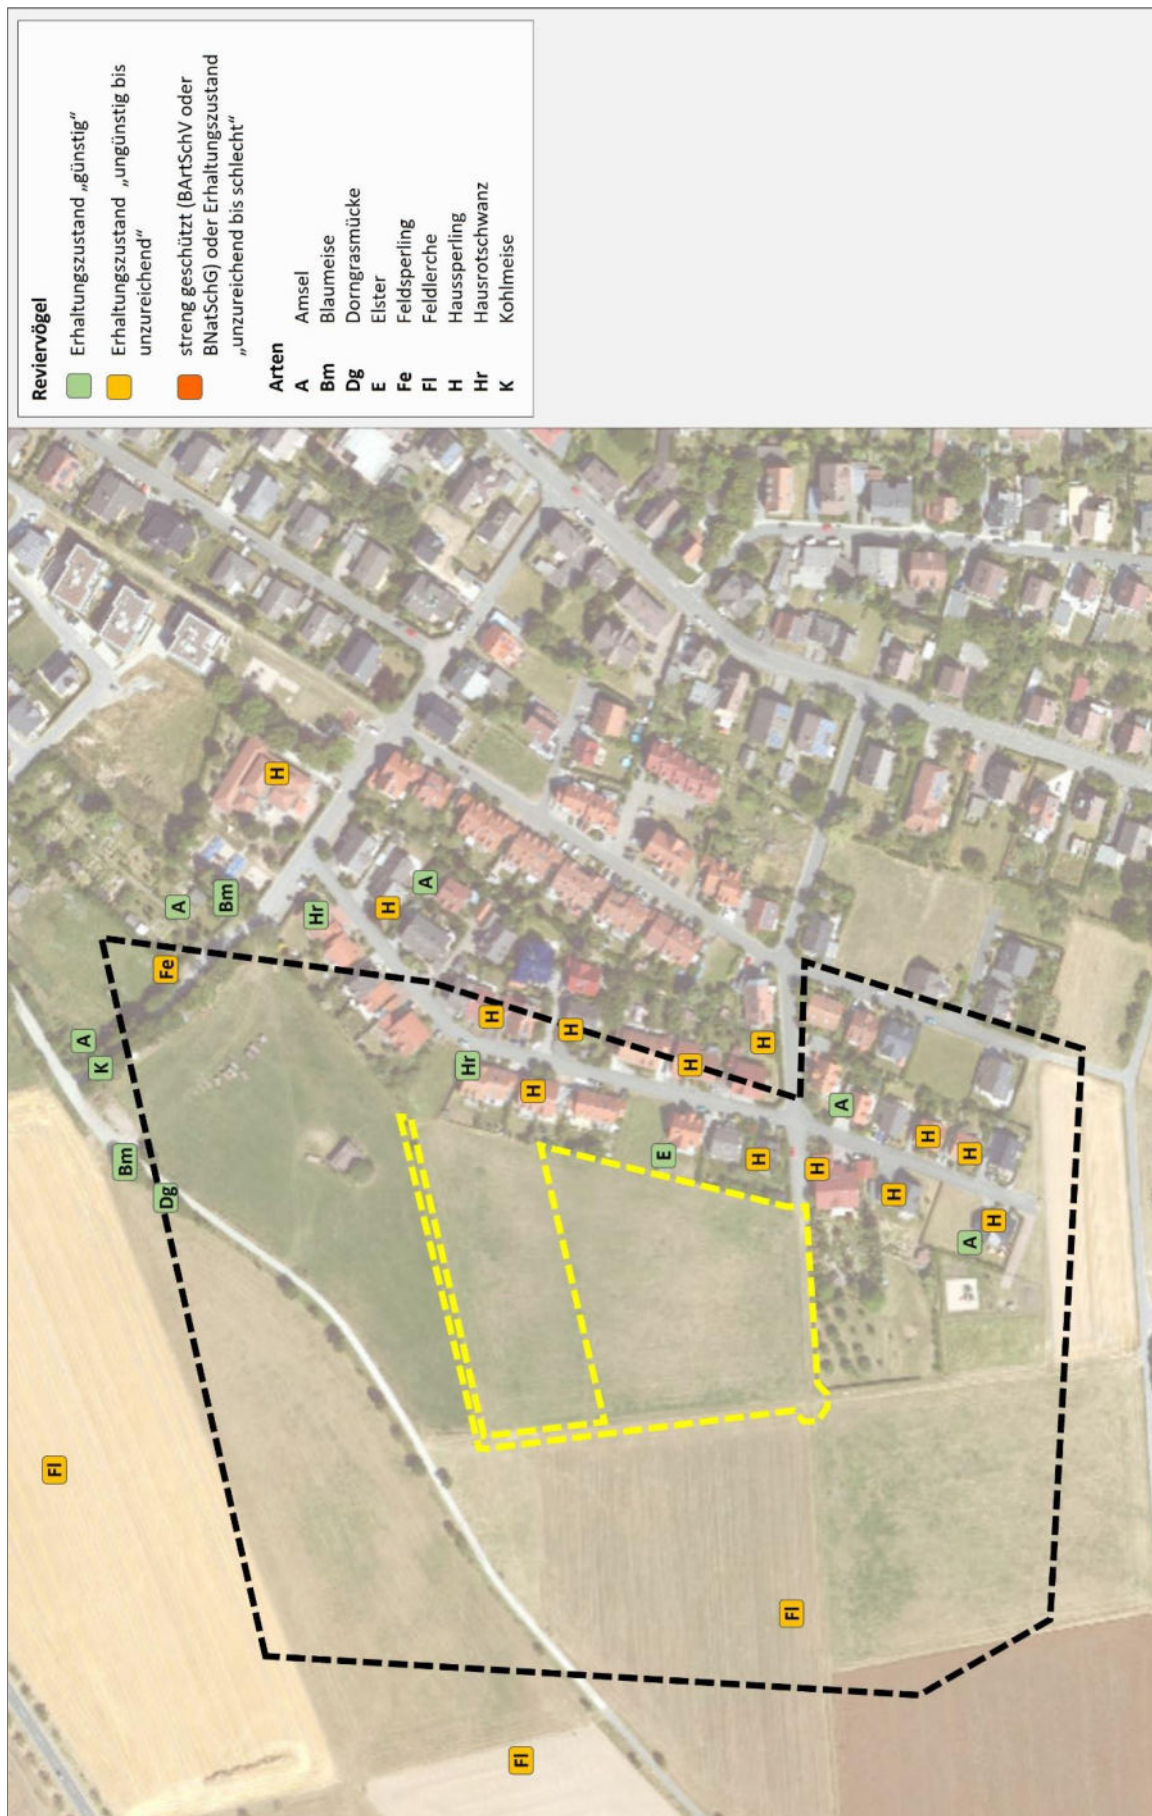 Reviervögel
Erhaltungszustand „günstig“
Erhaltungszustand „ungünstig bis
unzureichend“
streng geschützt (BArtSchV oder
BNatSchG) oder Erhaltungszustand
„unzureichend bis schlecht“
Arten
A Amsel
Bm Blaumeise
Dg Dorngrasmücke
E Elster
Fe Feldsperling
Fl Feldlerche
H Haussperling
Hr Hausrotschwanz
K Kohlmeise
H
A
Bm
Hr
H
A
Fe
A
K
Bm
Dg
H
H
H
H
Hr
H
E
H
H
A
H
H
H
H
A
Fl
Fl
Fl